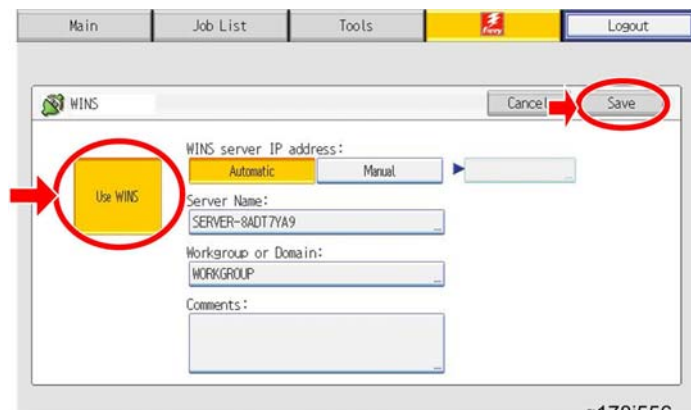 Main Job List Tools Fiery Logout
WINS Cancel Save
WINS server IP address:
Automatic Manual
Use WINS
Server Name:
SERVER-8ADT7YA9
Workgroup or Domain:
WORKGROUP
Comments: